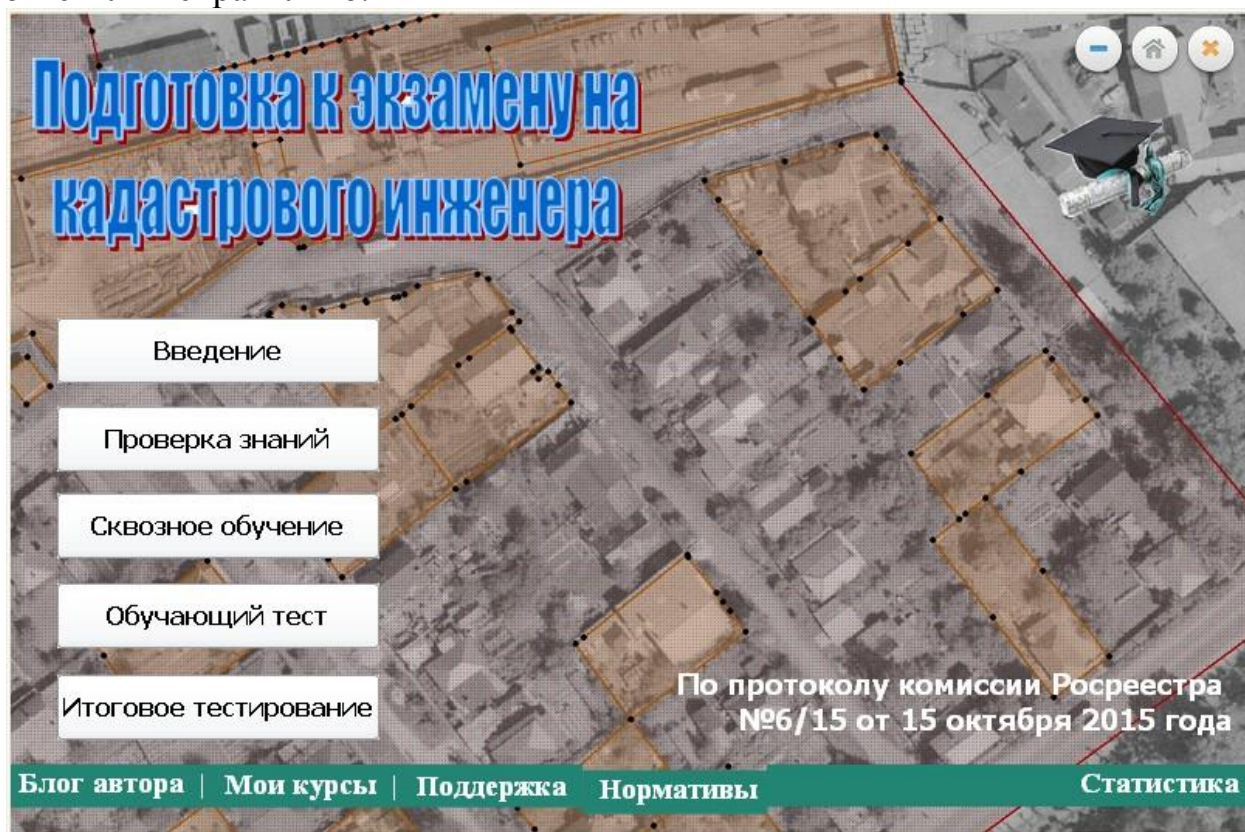 Подготовка к экзамену на
кадастрового инженера
Введение
Проверка знаний
Сквозное обучение
Обучающий тест
Итоговое тестирование
По протоколу комиссии Росреестра
№6/15 от 15 октября 2015 года
Блог автора | Мои курсы | Поддержка Нормативы Статистика